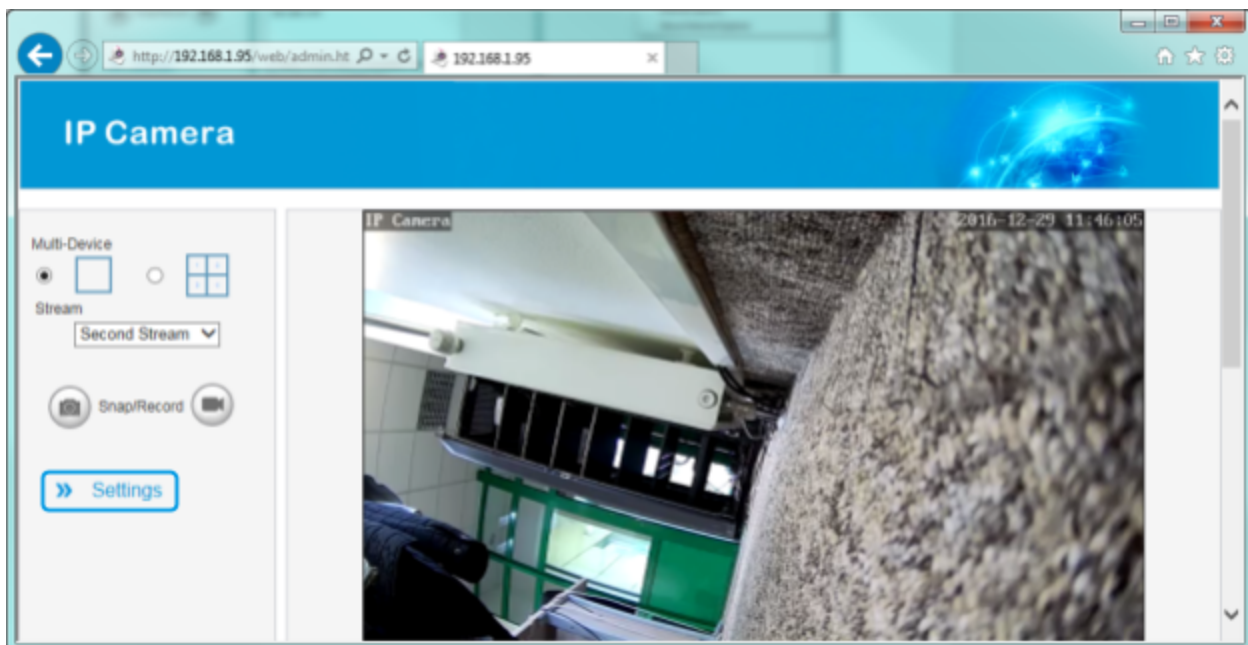 http://192.168.1.95/web/admin.ht
192.168.1.95
IP Camera
IP Camera
2016-12-29 11:46:05
Multi-Device
Stream
Second Stream
Snap/Record
Settings